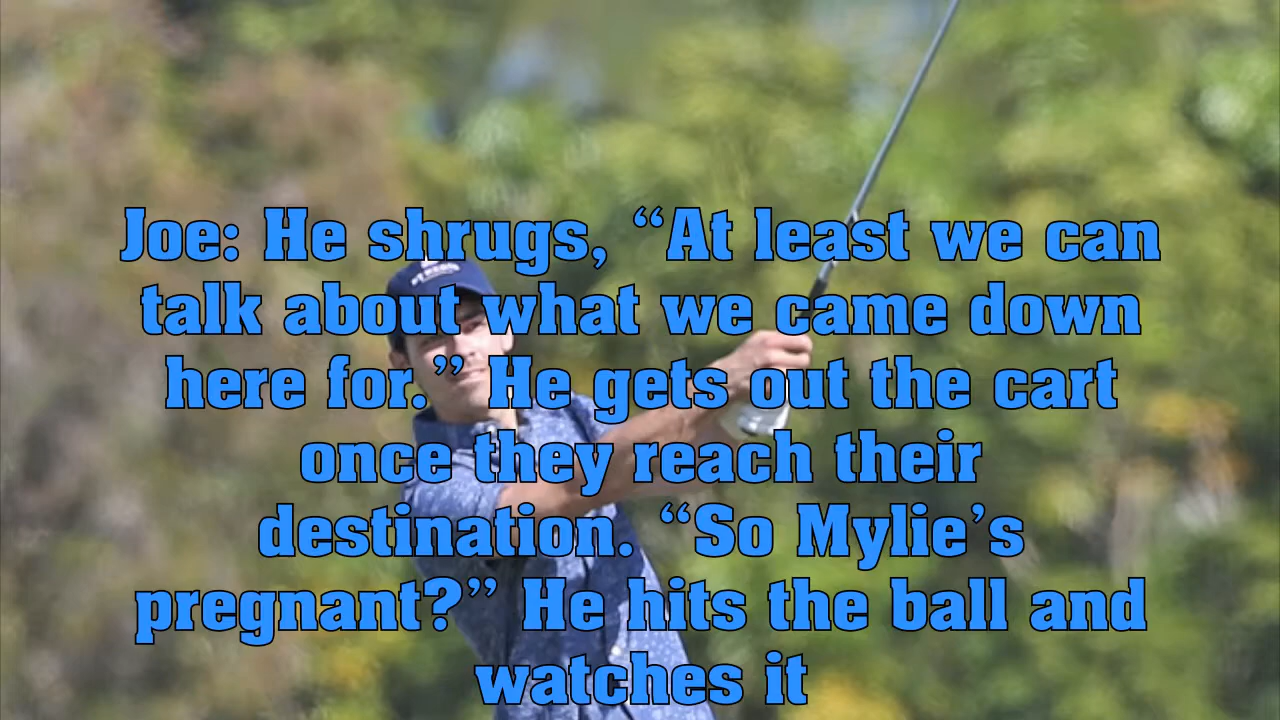 Joe: He shrugs, “At least we can
talk about what we came down
here for.” He gets out the cart
once they reach their
destination. “So Mylie’s
pregnant?” He hits the ball and
watches it